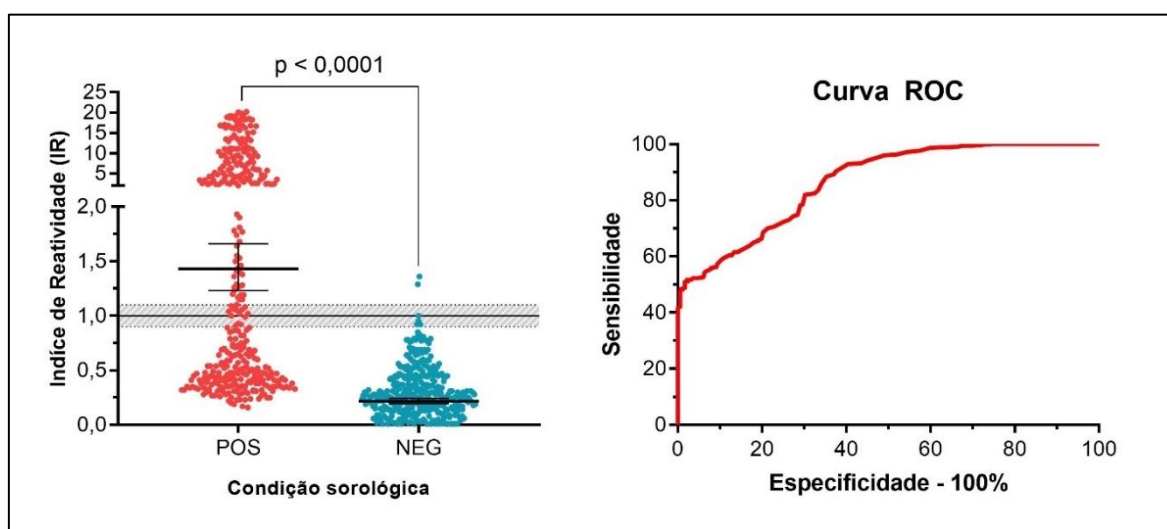 p < 0,0001
Indíce de Reatividade (IR)
25
20
15
10
5
2,0
1,5
1,0
0,5
0,0
POS NEG
Condição sorológica
Curva ROC
Sensibilidade
100
80
60
40
20
0
0 20 40 60 80 100
Especificidade - 100%